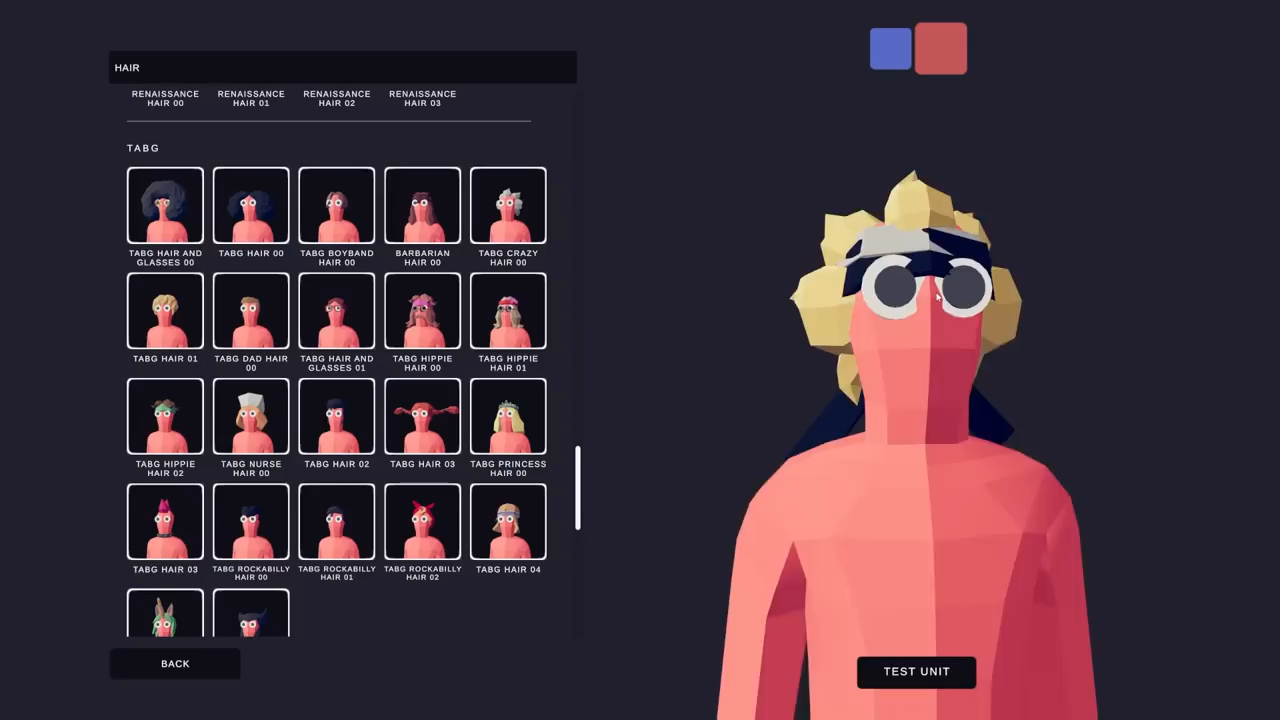 HAIR
RENAISSANCE HAIR 00
RENAISSANCE HAIR 01
RENAISSANCE HAIR 02
RENAISSANCE HAIR 03
TABG
TABG HAIR AND GLASSES 00
TABG HAIR 00
TABG BOYBAND HAIR 00
BARBARIAN HAIR 00
TABG CRAZY HAIR 00
TABG HAIR 01
TABG DAD HAIR 00
TABG HAIR AND GLASSES 01
TABG HIPPIE HAIR 00
TABG HIPPIE HAIR 01
TABG HIPPIE HAIR 02
TABG NURSE HAIR 00
TABG HAIR 02
TABG HAIR 03
TABG PRINCESS HAIR 00
TABG HAIR 03
TABG ROCKABILLY HAIR 00
TABG ROCKABILLY HAIR 01
TABG ROCKABILLY HAIR 02
TABG HAIR 04
BACK
TEST UNIT